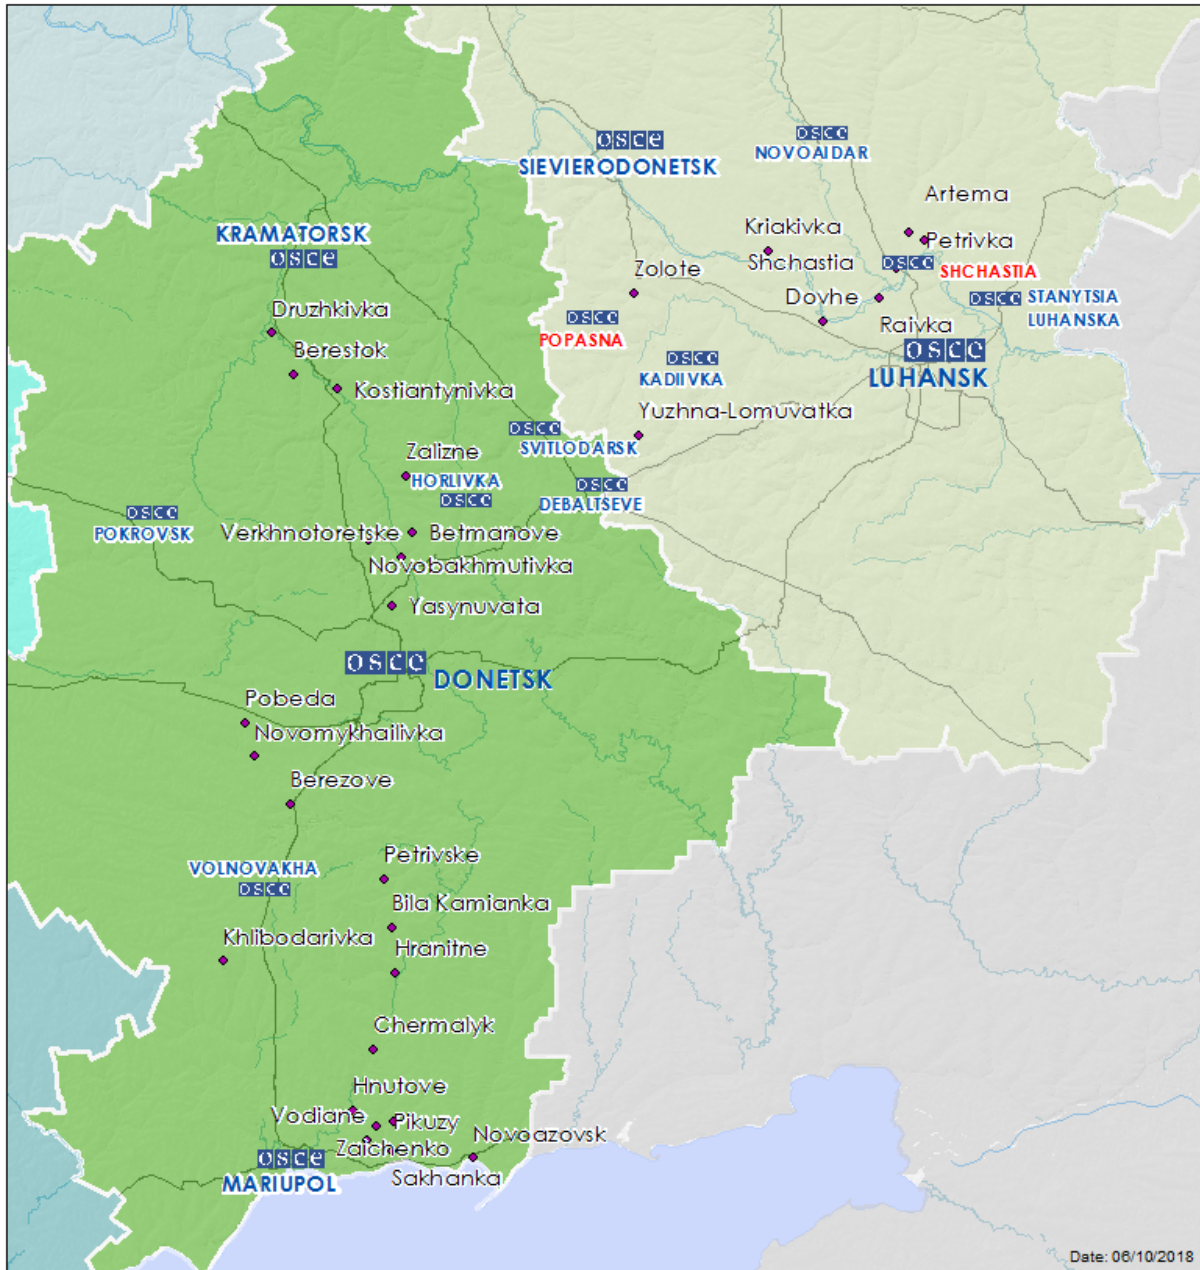 osce
SIEVIERODONETSK
osce
NOVOAIDAR
Artema
KRAMATORSK
osce
Kriakivka
Petrivka
Shchastia
osce
SHCHASTIA
Zolote
Dovhe
osce
STANYTSIA
LUHANSKA
Druzhkivka
osce
POPASNA
Raivka
Berestok
osce
KADIIVKA
osce
LUHANSK
Kostiantynivka
Yuzhna-Lomuvatka
osce
SVITLODARSK
Zalizne
HORLIVKA
osce
osce
DEBALTSEVE
osce
POKROVSK
Verkhnotoretske
Betmanove
Novobakhmutivka
Yasynuvata
osce
DONETSK
Pobeda
Novomykhailivka
Berezove
Petrivske
VOLNOVAKHA
osce
Bila Kamianka
Khlibodarivka
Hranitne
Chermalyk
Hnutove
Vodiane
Pikuzy
Novoazovsk
Zaichenko
osce
MARIUPOL
Sakhanka
Date: 06/10/2018